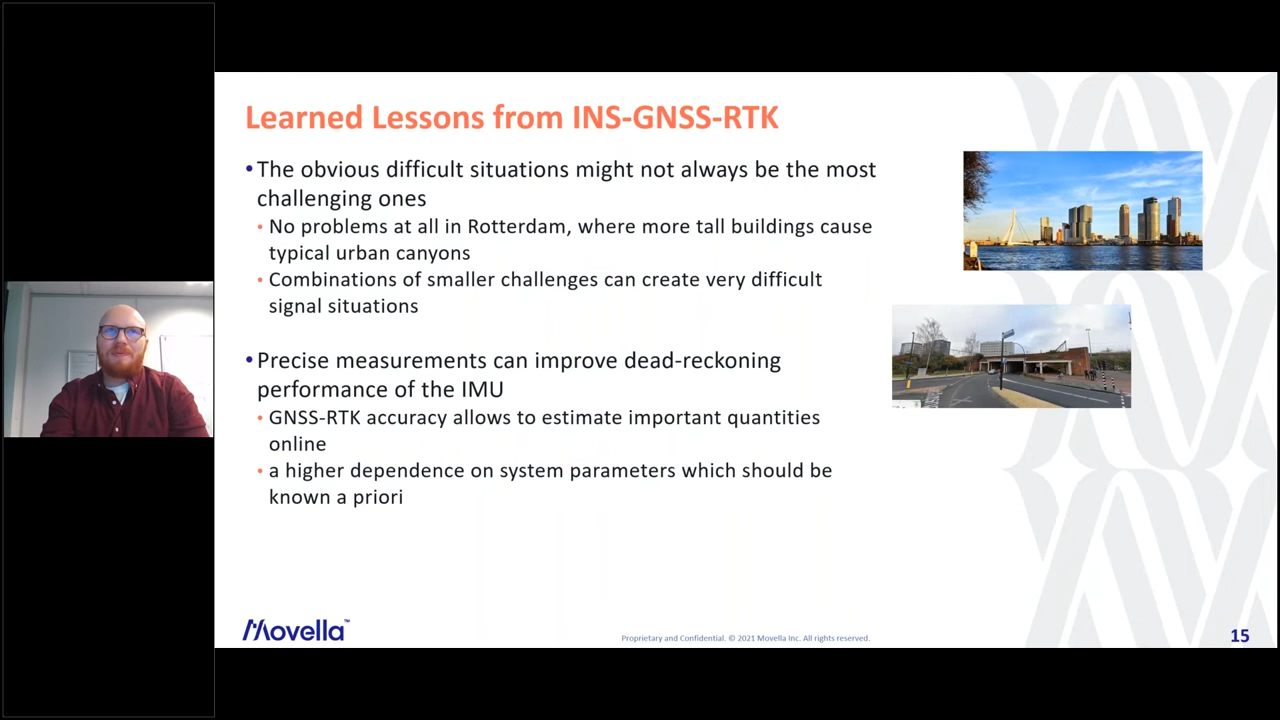 Learned Lessons from INS-GNSS-RTK
•The obvious difficult situations might not always be the most
challenging ones
• No problems at all in Rotterdam, where more tall buildings cause
typical urban canyons
• Combinations of smaller challenges can create very difficult
signal situations
•Precise measurements can improve dead-reckoning
performance of the IMU
• GNSS-RTK accuracy allows to estimate important quantities
online
• a higher dependence on system parameters which should be
known a priori
Movella™
Proprietary and Confidential. © 2021 Movella Inc. All rights reserved.
15